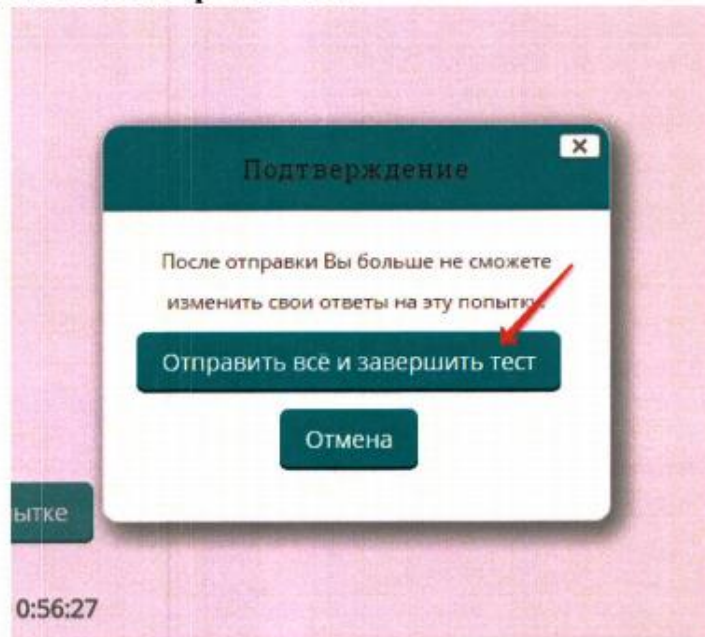 Подтверждение
После отправки Вы больше не сможете
изменить свои ответы на эту попытку.
Отправить всё и завершить тест
Отмена
ытке
0:56:27